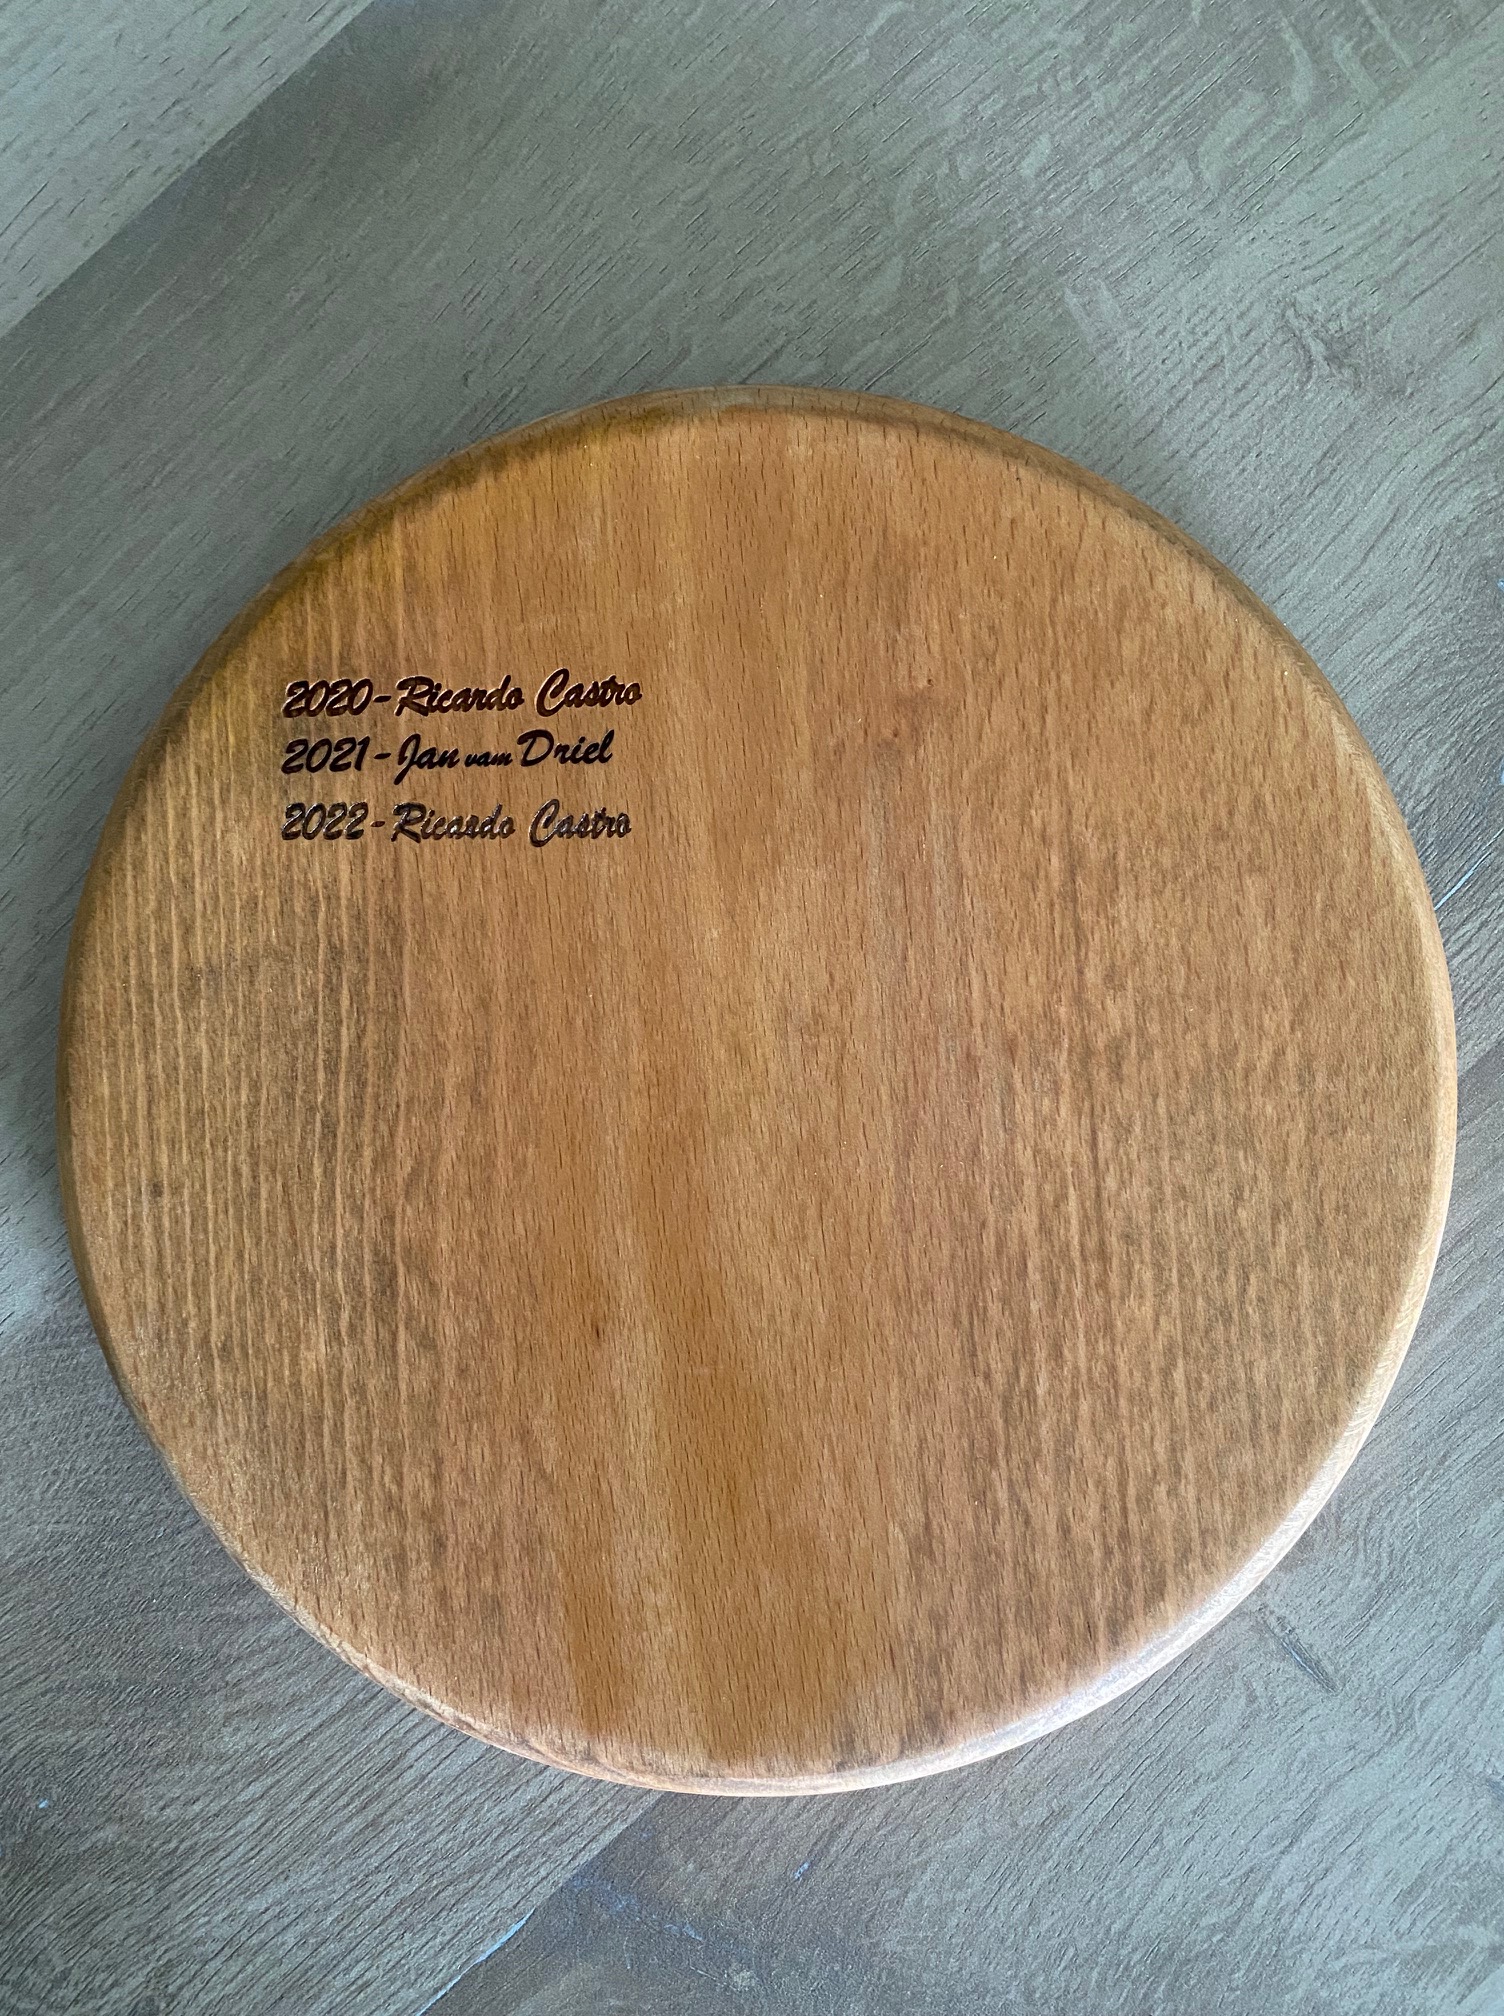 2020-Ricardo Castro
2021-Jan vam Driel
2022-Ricardo Castro